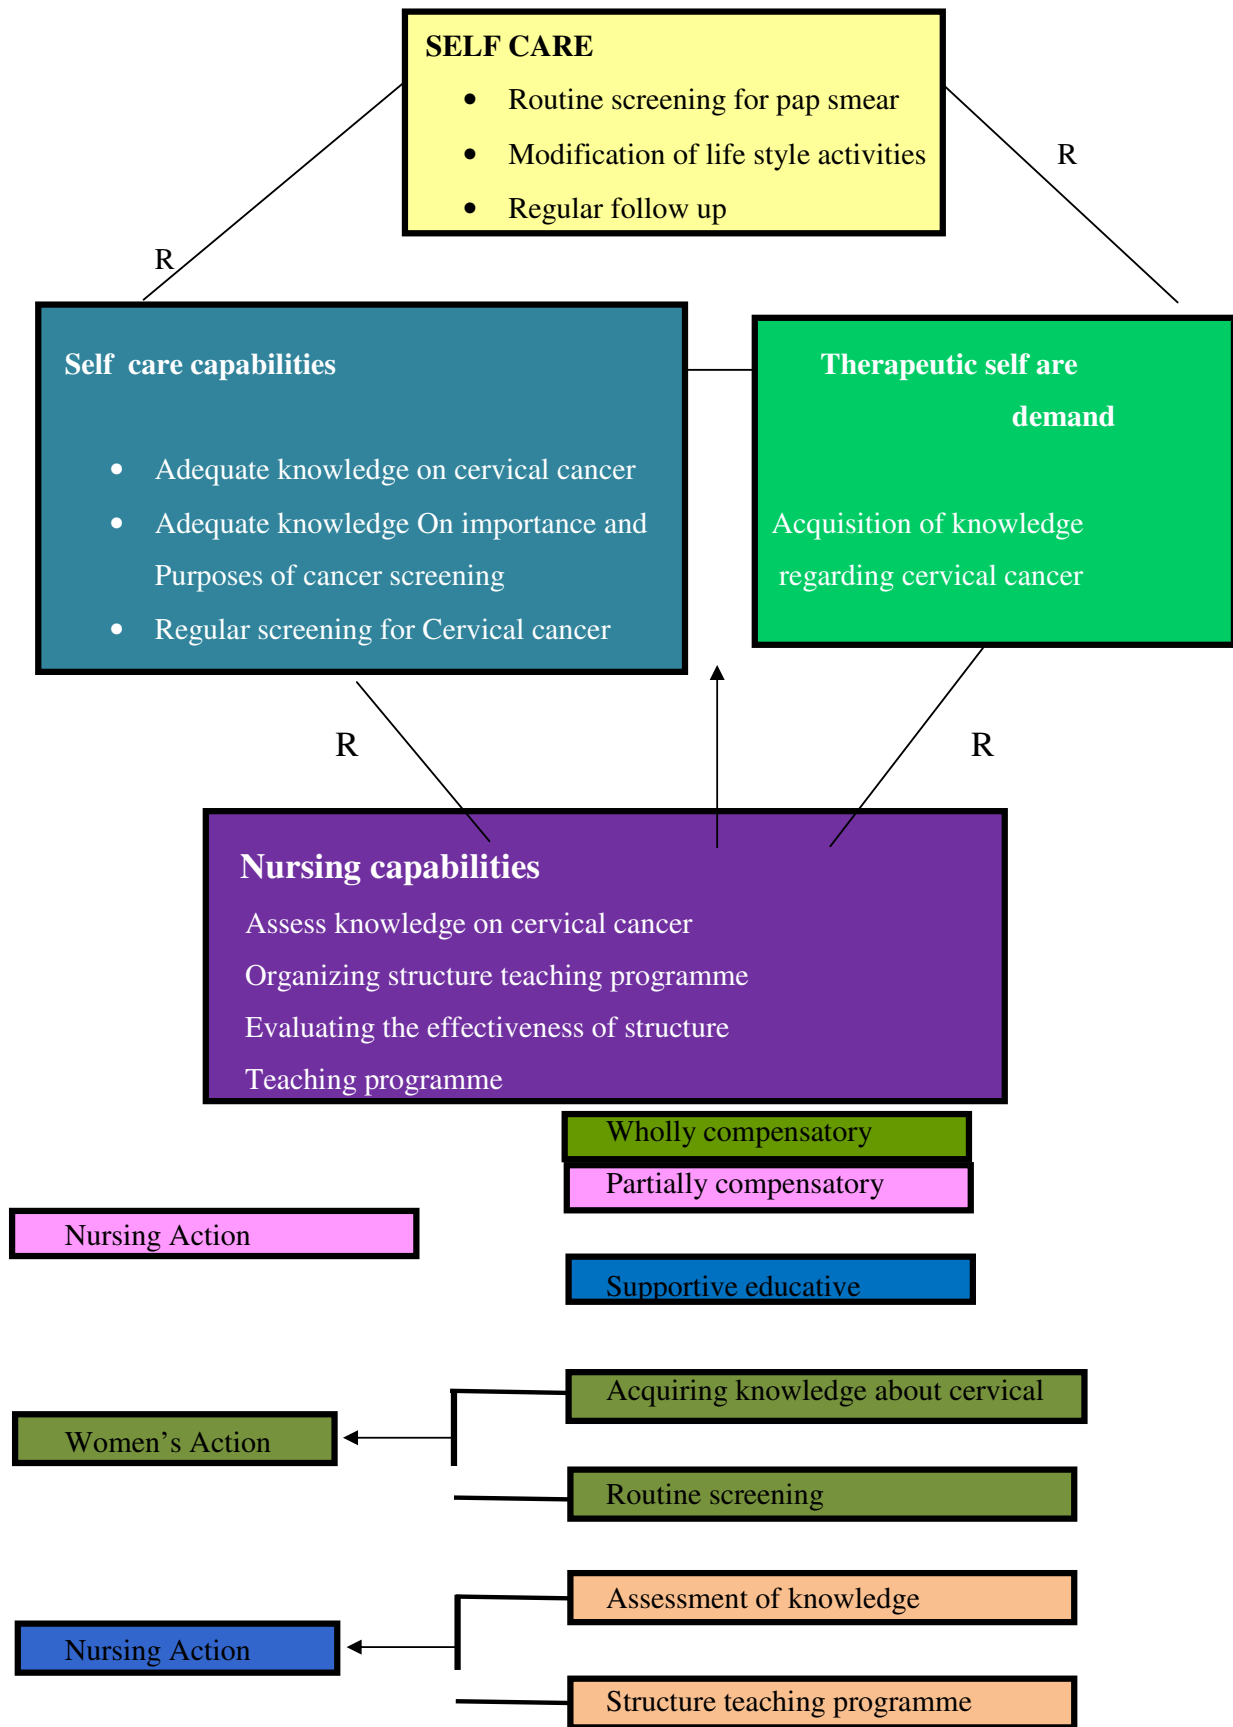 SELF CARE
• Routine screening for pap smear
• Modification of life style activities
• Regular follow up
R
R
Self care capabilities
• Adequate knowledge on cervical cancer
• Adequate knowledge On importance and
Purposes of cancer screening
• Regular screening for Cervical cancer
Therapeutic self are
demand
Acquisition of knowledge
regarding cervical cancer
R
R
Nursing capabilities
Assess knowledge on cervical cancer
Organizing structure teaching programme
Evaluating the effectiveness of structure
Teaching programme
Wholly compensatory
Partially compensatory
Nursing Action
Supportive educative
Acquiring knowledge about cervical
Women’s Action
Routine screening
Assessment of knowledge
Nursing Action
Structure teaching programme